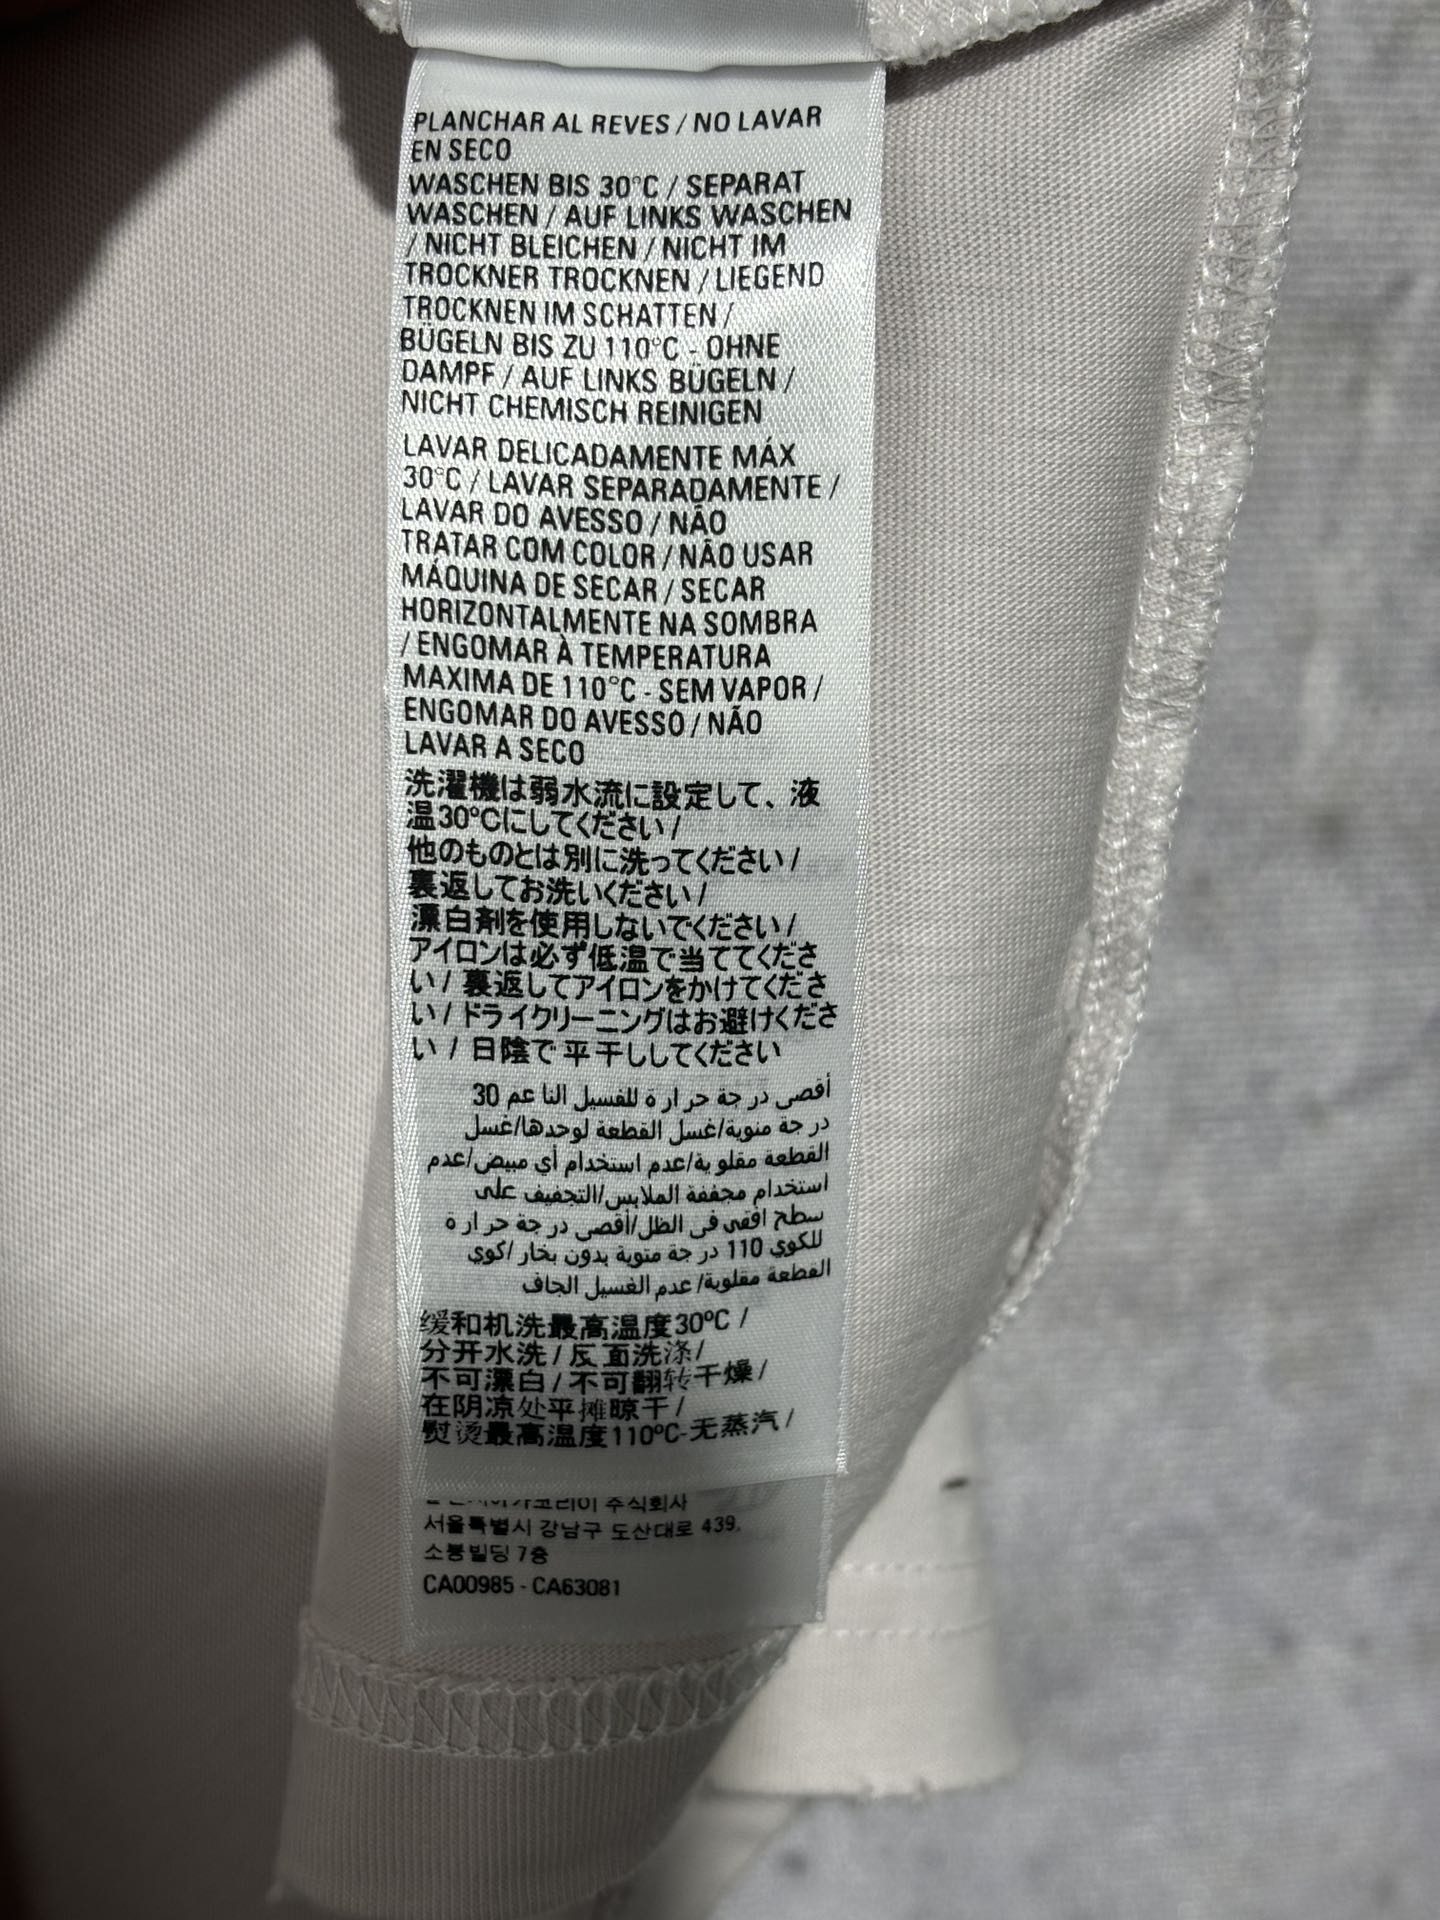 PLANCHAR AL REVES / NO LAVAR
EN SECO
WASCHEN BIS 30°C / SEPARAT
WASCHEN / AUF LINKS WASCHEN
/ NICHT BLEICHEN / NICHT IM
TROCKNER TROCKNEN / LIEGEND
TROCKNEN IM SCHATTEN /
BÜGELN BIS ZU 110°C - OHNE
DAMPF / AUF LINKS BÜGELN /
NICHT CHEMISCH REINIGEN
LAVAR DELICADAMENTE MÁX
30°C / LAVAR SEPARADAMENTE /
LAVAR DO AVESSO / NÃO
TRATAR COM COLOR / NÃO USAR
MÁQUINA DE SECAR / SECAR
HORIZONTALMENTE NA SOMBRA
/ ENGOMAR À TEMPERATURA
MAXIMA DE 110°C - SEM VAPOR /
ENGOMAR DO AVESSO / NÃO
LAVAR A SECO
洗濯機は弱水流に設定して、液
温30℃にしてください /
他のものとは別に洗ってください /
裏返してお洗いください /
漂白剤を使用しないでください /
アイロンは必ず低温で当ててくださ
い / 裏返してアイロンをかけてくださ
い / ドライクリーニングはお避けくださ
い / 日陰で平干ししてください
أقصى درجة حرارة للغسيل الناعم 30
درجة منوية/غسل القطعة لوحدها/غسل
القطعة مقلوبة/عدم استخدام أي مبيض/عدم
استخدام مجففة الملابس/التجفيف على
سطح افقي في الظل/أقصى درجة حرارة
للكوي 110 درجة منوية بدون بخار /كوي
القطعة مقلوبة/ عدم الغسيل الجاف
缓和机洗最高温度30ºC /
分开水洗 / 反面洗涤/
不可漂白 / 不可翻转干燥 /
在阴凉处平摊晾干 /
熨烫最高温度110ºC-无蒸汽 /
주식회사
서울특별시 강남구 도산대로 439,
소봉빌딩 7층
CA00985 - CA63081